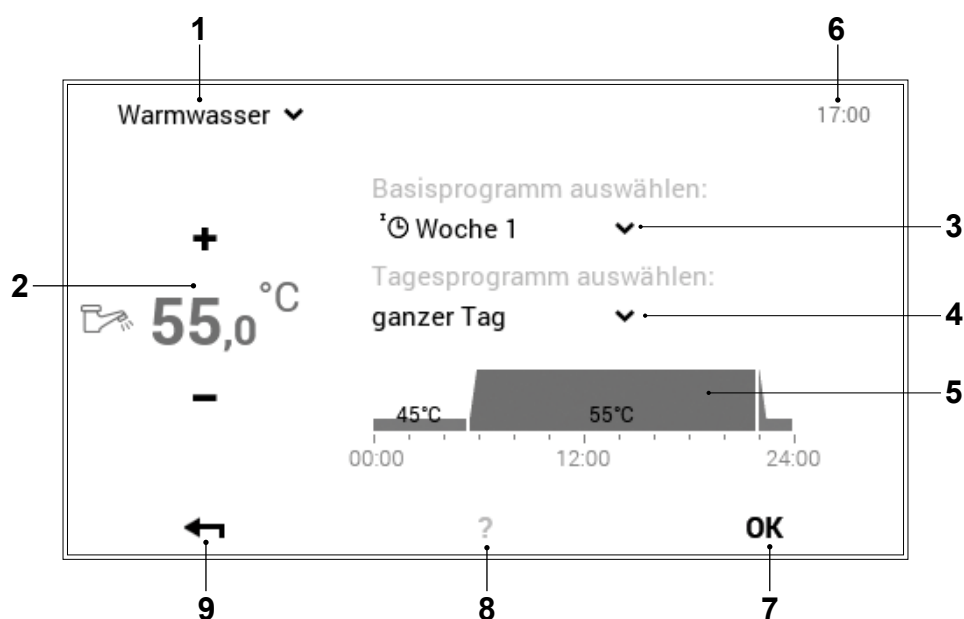 1
6
Warmwasser
17:00
Basisprogramm auswählen:
I Woche 1
3
Tagesprogramm auswählen:
2
55,0 °C
ganzer Tag
4
5
45°C
55°C
00:00
12:00
24:00
?
OK
9
8
7